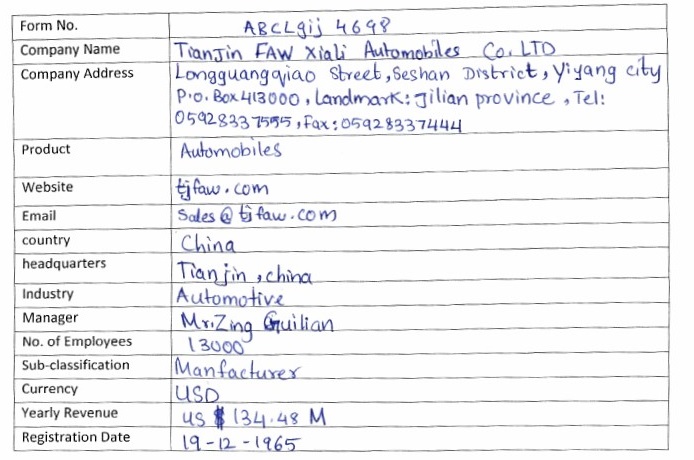 Form No. ABCLgij 4698
Company Name TianJin FAW Xiali Automobiles Co. LTD
Company Address Longguangqiao Street, Seshan District, Yiyang city
P.O. Box 413000, Landmark: Jilian province, Tel:
05928337555, Fax: 05928337444
Product Automobiles
Website tjfaw.com
Email Sales@tjfaw.com
country China
headquarters Tianjin, china
Industry Automotive
Manager Mr.Zing Guilian
No. of Employees 13000
Sub-classification Manfacturer
Currency USD
Yearly Revenue US $ 134.48 M
Registration Date 19-12-1965